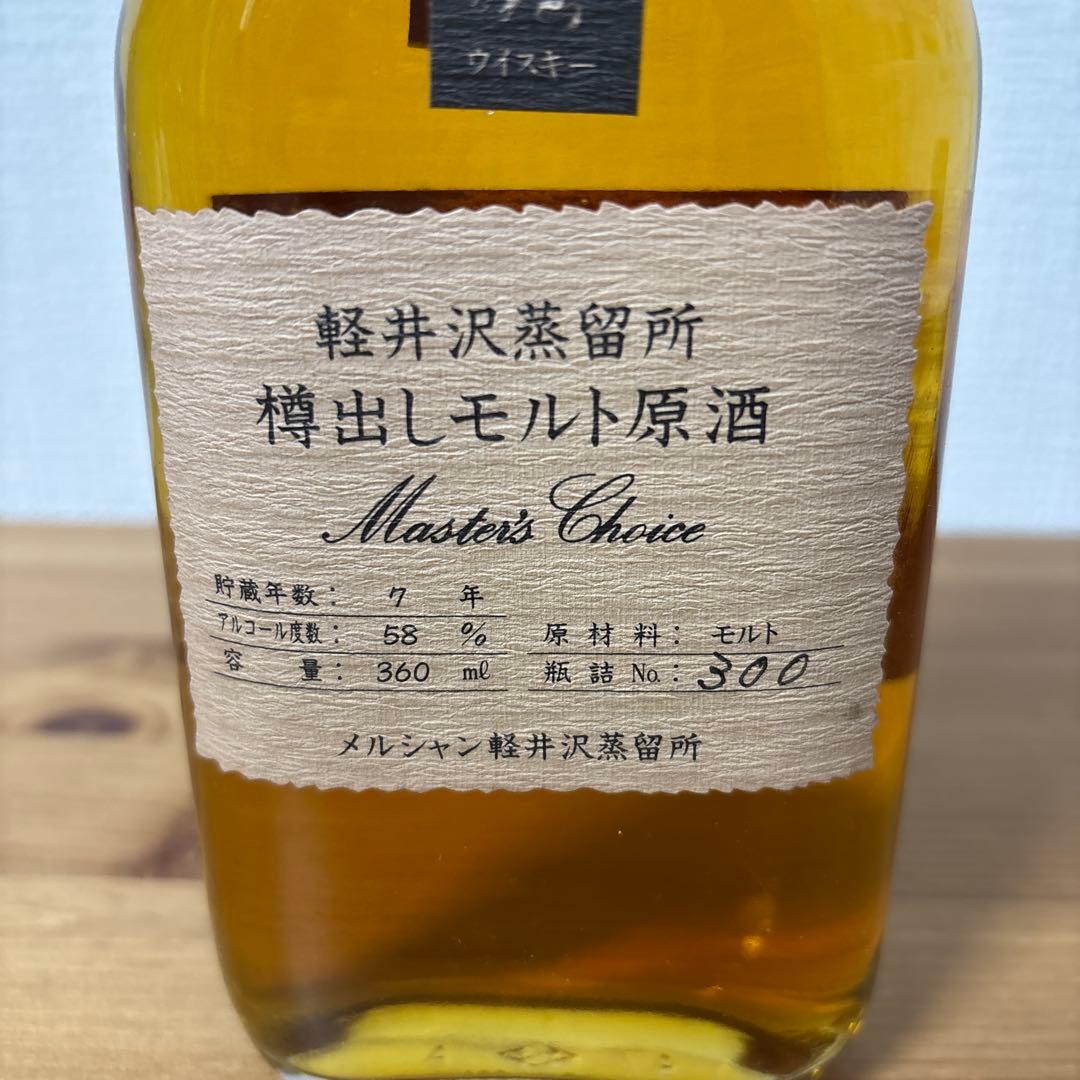 ウイスキー
軽井沢蒸留所
樽出しモルト原酒
Master's Choice
貯蔵年数： 7 年
アルコール度数： 58 %
原材料： モルト
容量： 360 ml
瓶詰No.： 300
メルシャン軽井沢蒸留所